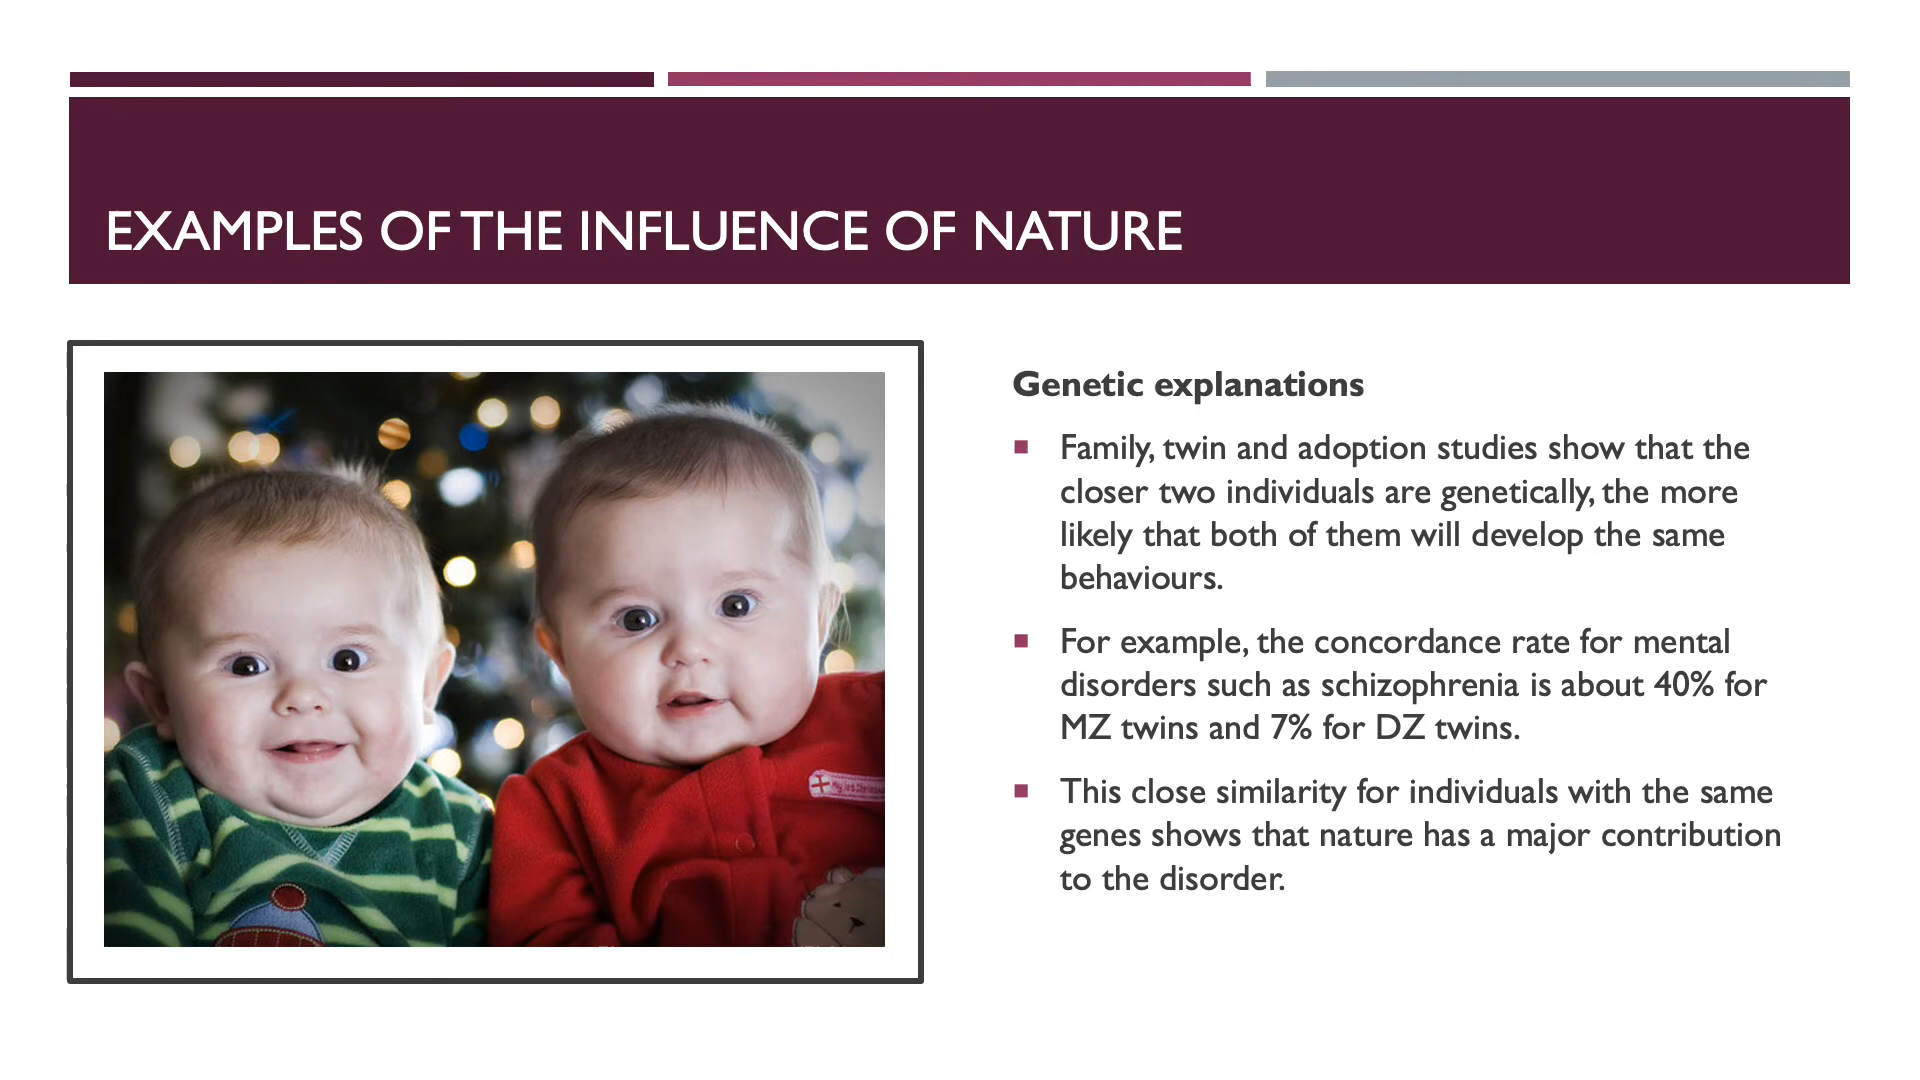 EXAMPLES OF THE INFLUENCE OF NATURE
Genetic explanations
Family, twin and adoption studies show that the
closer two individuals are genetically, the more
likely that both of them will develop the same
behaviours.
For example, the concordance rate for mental
disorders such as schizophrenia is about 40% for
MZ twins and 7% for DZ twins.
This close similarity for individuals with the same
genes shows that nature has a major contribution
to the disorder.